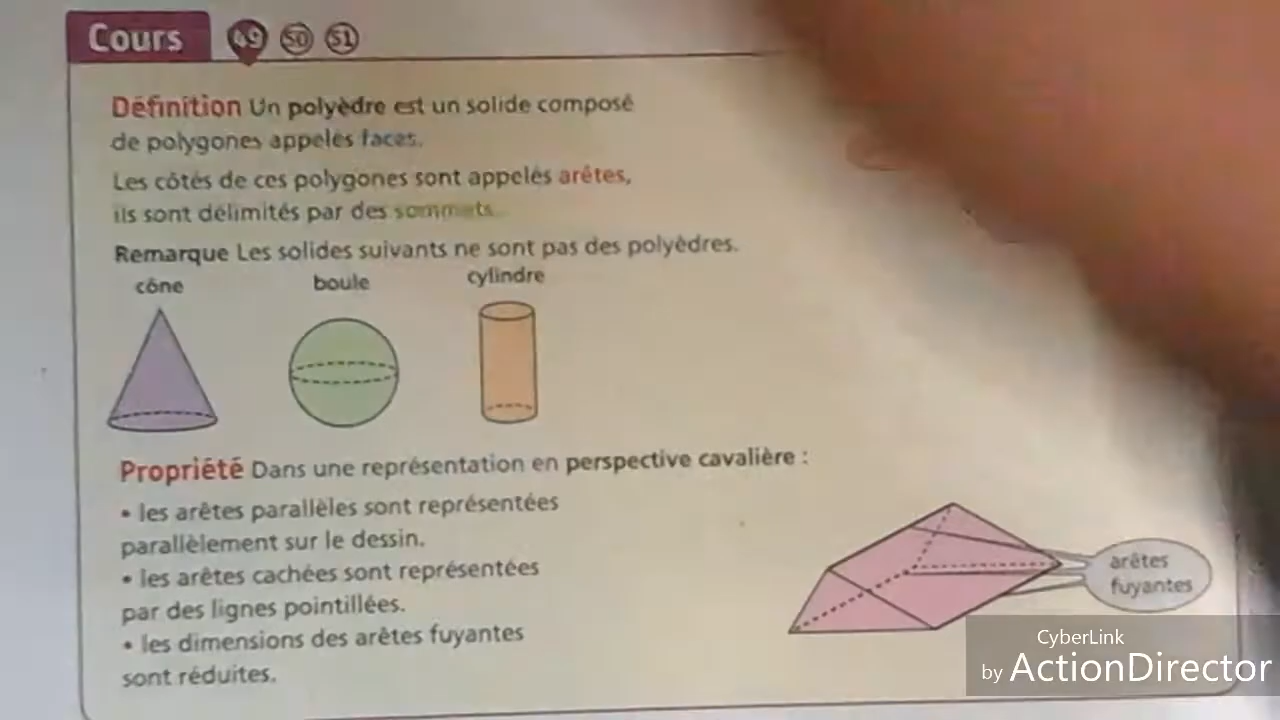 Cours 49 50 51
Définition Un polyèdre est un solide composé
de polygones appelés faces.
Les côtés de ces polygones sont appelés arêtes,
ils sont délimités par des sommets.
Remarque Les solides suivants ne sont pas des polyèdres.
cône boule cylindre
Propriété Dans une représentation en perspective cavalière :
• les arêtes parallèles sont représentées
parallèlement sur le dessin.
• les arêtes cachées sont représentées
par des lignes pointillées.
• les dimensions des arêtes fuyantes
sont réduites.
arêtes
fuyantes
CyberLink
by ActionDirector